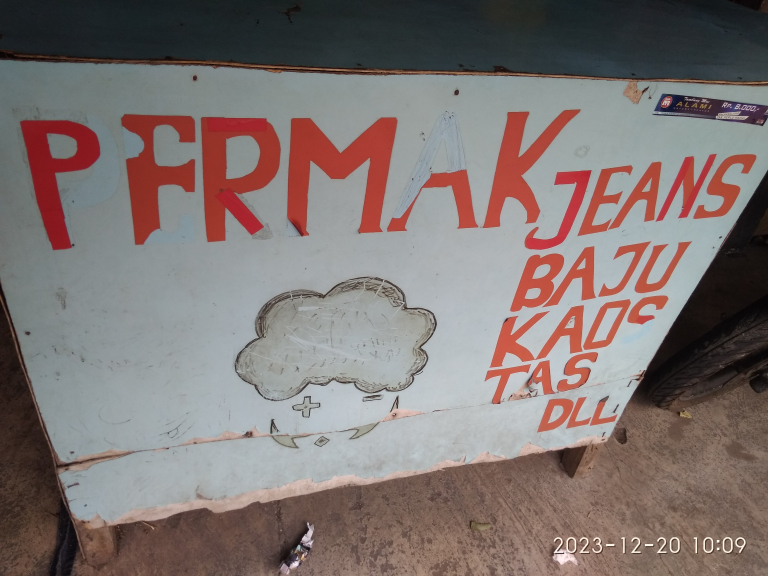 PERMAK
JEANS
BAJU
KAOS
TAS
DLL
ALAMI
Rp. 8.000,-
2023-12-20 10:09